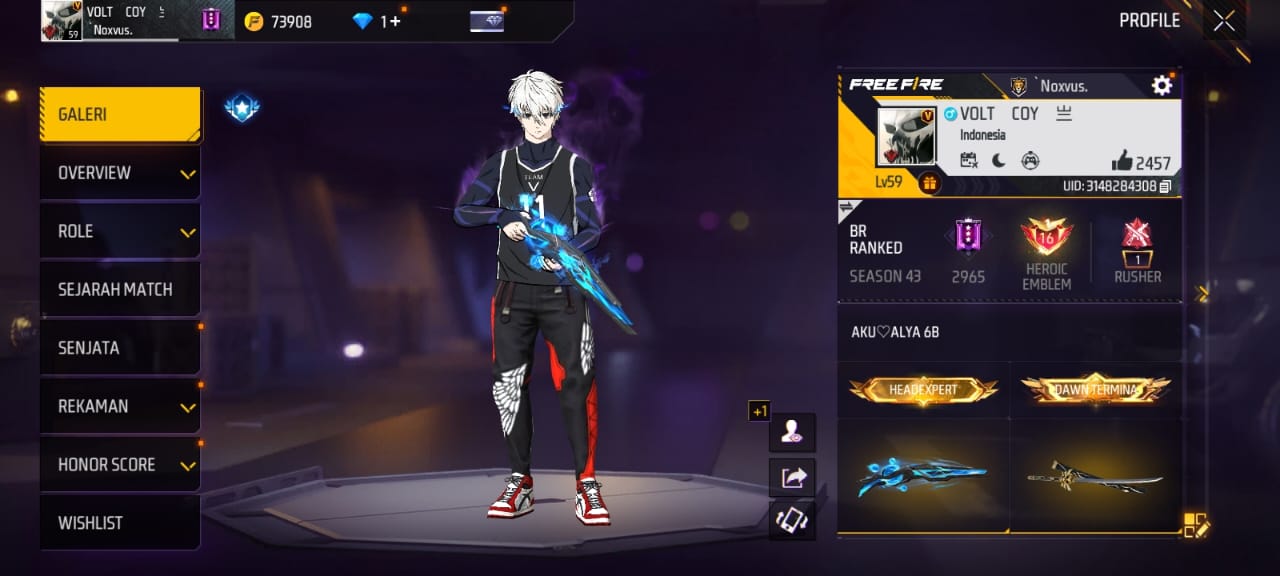 VOLT COY 亗
`Noxvus.
59
73908
1+
PROFILE
GALERI
OVERVIEW
ROLE
SEJARAH MATCH
SENJATA
REKAMAN
HONOR SCORE
WISHLIST
TEAM
V
11
+1
FREE FIRE
`Noxvus.
VOLT COY 亗
Indonesia
2457
Lv59
UID: 3148284308
BR
RANKED
SEASON 43
2965
16
HEROIC
EMBLEM
1
RUSHER
AKU♡ALYA 6B
HEADEXPERT
DAWN TERMINA